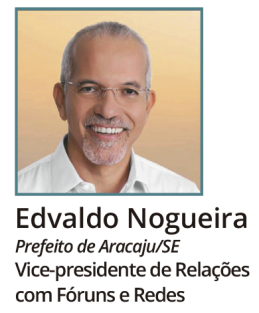 Edvaldo Nogueira
Prefeito de Aracaju/SE
Vice-presidente de Relações
com Fóruns e Redes